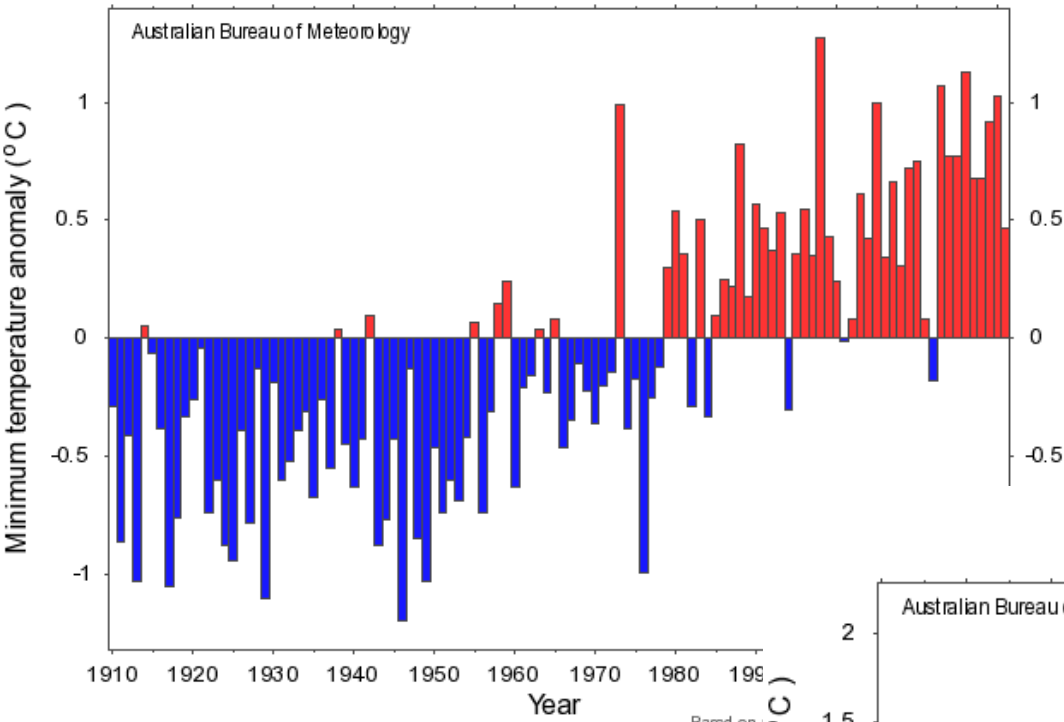 Australian Bureau of Meteorology
Minimum temperature anomaly (°C )
1
0.5
0
-0.5
-1
1
0.5
0
-0.5
1910 1920 1930 1940 1950 1960 1970 1980 199
Year
Australian Bureau
2
1.5
°C )